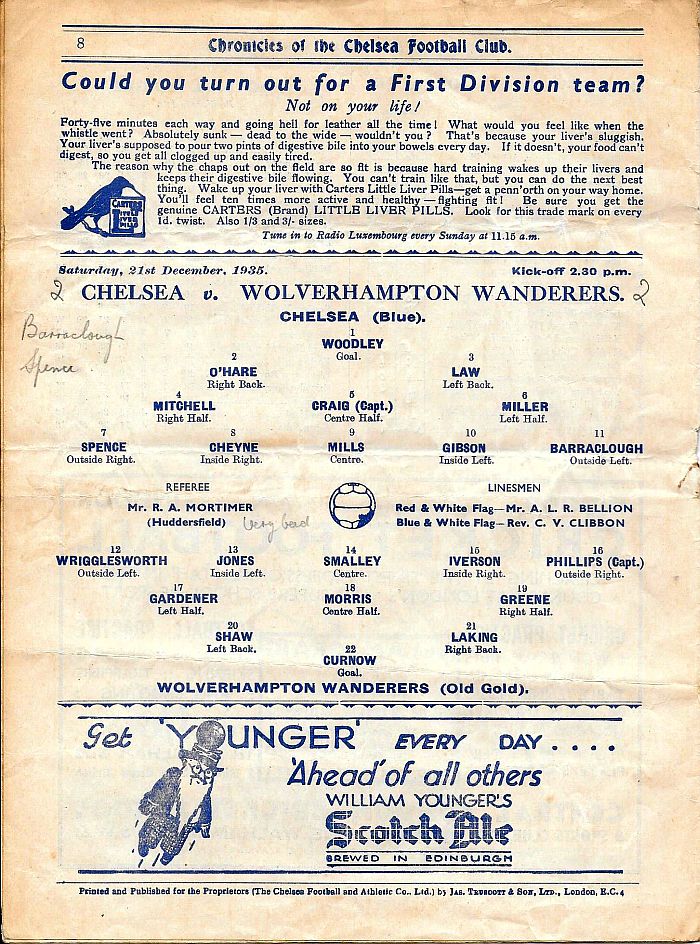 8
Chronicles of the Chelsea Football Club.
Could you turn out for a First Division team?
Not on your life!
Forty-five minutes each way and going hell for leather all the time! What would you feel like when the
whistle went? Absolutely sunk — dead to the wide — wouldn't you? That's because your liver's sluggish.
Your liver's supposed to pour two pints of digestive bile into your bowels every day. If it doesn't, your food can't
digest, so you get all clogged up and easily tired.
The reason why the chaps out on the field are so fit is because hard training wakes up their livers and
keeps their digestive bile flowing. You can't train like that, but you can do the next best
thing. Wake up your liver with Carters Little Liver Pills—get a penn'orth on your way home.
You'll feel ten times more active and healthy — fighting fit! Be sure you get the
genuine CARTERS (Brand) LITTLE LIVER PILLS. Look for this trade mark on every
1d. twist. Also 1/3 and 3/- sizes.
CARTERS
LITTLE
LIVER
PILLS
Tune in to Radio Luxembourg every Sunday at 11.15 a.m.
Saturday, 21st December, 1935. Kick-off 2.30 p.m.
2 CHELSEA v. WOLVERHAMPTON WANDERERS. 2
CHELSEA (Blue).
Barraclough
Spence
1
WOODLEY
Goal.
2 3
O'HARE LAW
Right Back. Left Back.
4 5 6
MITCHELL CRAIG (Capt.) MILLER
Right Half. Centre Half. Left Half.
7 8 9 10 11
SPENCE CHEYNE MILLS GIBSON BARRACLOUGH
Outside Right. Inside Right. Centre. Inside Left. Outside Left.
REFEREE LINESMEN
Mr. R. A. MORTIMER Red & White Flag—Mr. A. L. R. BELLION
(Huddersfield) Very bad Blue & White Flag—Rev. C. V. CLIBBON
12 13 14 15 16
WRIGGLESWORTH JONES SMALLEY IVERSON PHILLIPS (Capt.)
Outside Left. Inside Left. Centre. Inside Right. Outside Right.
17 18 19
GARDENER MORRIS GREENE
Left Half. Centre Half. Right Half.
20 21
SHAW LAKING
Left Back. Right Back.
22
CURNOW
Goal.
WOLVERHAMPTON WANDERERS (Old Gold).
Get 'YOUNGER' EVERY DAY....
'Ahead' of all others
WILLIAM YOUNGER'S
Scotch Ale
BREWED IN EDINBURGH
Printed and Published for the Proprietors (The Chelsea Football and Athletic Co., Ltd.) by JAS. TRUSCOTT & SON, LTD., London, E.C.4